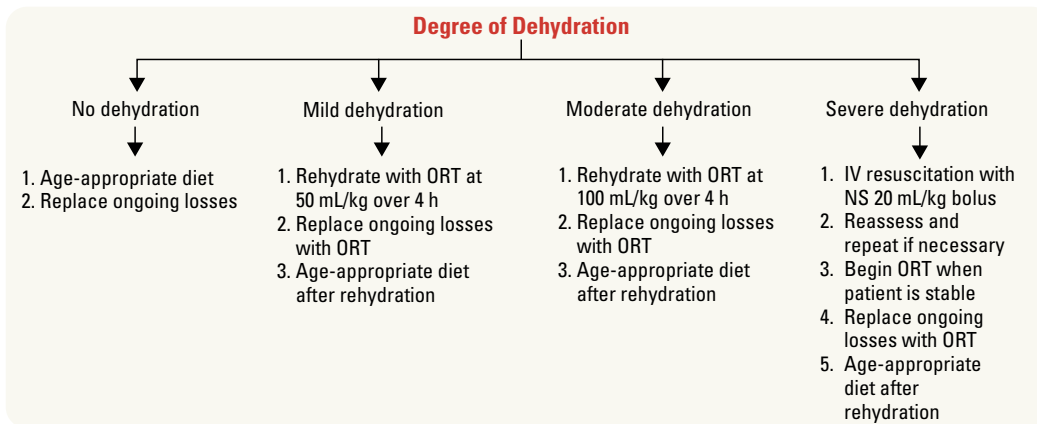 Degree of Dehydration
No dehydration
1. Age-appropriate diet
2. Replace ongoing losses
Mild dehydration
1. Rehydrate with ORT at
50 mL/kg over 4 h
2. Replace ongoing losses
with ORT
3. Age-appropriate diet
after rehydration
Moderate dehydration
1. Rehydrate with ORT at
100 mL/kg over 4 h
2. Replace ongoing losses
with ORT
3. Age-appropriate diet
after rehydration
Severe dehydration
1. IV resuscitation with
NS 20 mL/kg bolus
2. Reassess and
repeat if necessary
3. Begin ORT when
patient is stable
4. Replace ongoing
losses with ORT
5. Age-appropriate
diet after
rehydration